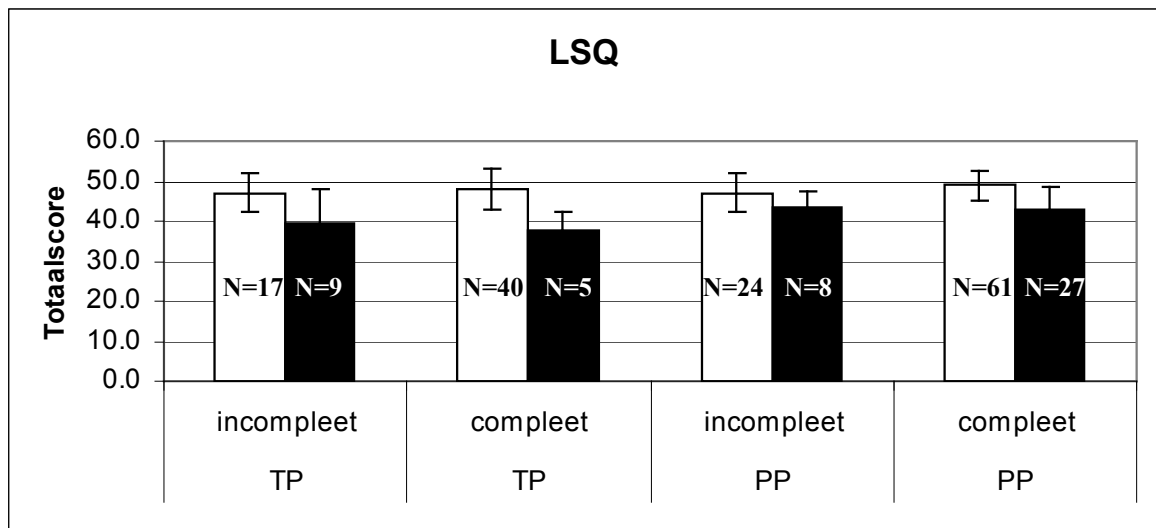 LSQ
Totaalscore
60.0
50.0
40.0
30.0
20.0
10.0
0.0
N=17 N=9 N=40 N=5 N=24 N=8 N=61 N=27
incompleet compleet incompleet compleet
TP TP PP PP